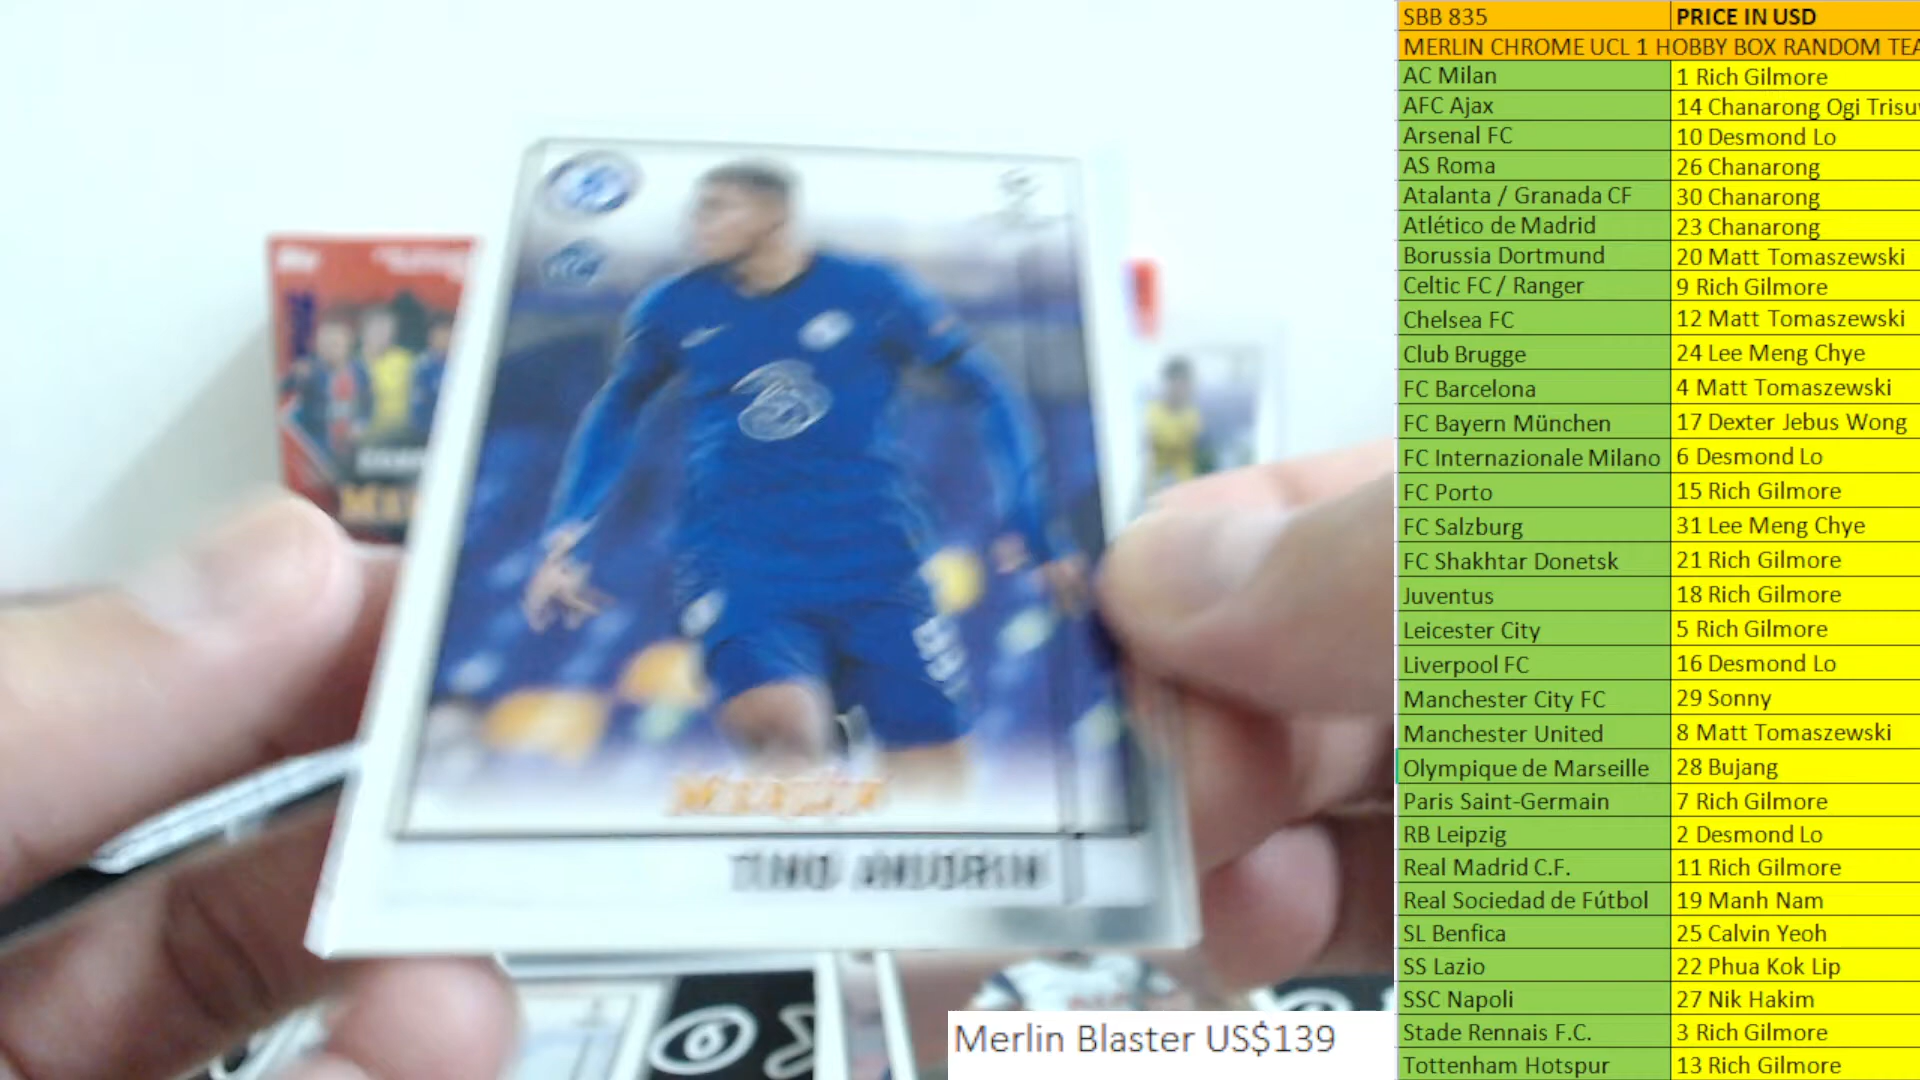 SBB 835 PRICE IN USD
MERLIN CHROME UCL 1 HOBBY BOX RANDOM
AC Milan 1 Rich Gilmore
AFC Ajax 14 Chanarong Ogi
Arsenal FC 10 Desmond Lo
AS Roma 26 Chanarong
Atalanta / Granada CF 30 Chanarong
Atlético de Madrid 23 Chanarong
Borussia Dortmund 20 Matt Tomaszewski
Celtic FC / Ranger 9 Rich Gilmore
Chelsea FC 12 Matt Tomaszewski
Club Brugge 24 Lee Meng Chye
FC Barcelona 4 Matt Tomaszewski
FC Bayern München 17 Dexter Jebus Wong
FC Internazionale Milano 6 Desmond Lo
FC Porto 15 Rich Gilmore
FC Salzburg 31 Lee Meng Chye
FC Shakhtar Donetsk 21 Rich Gilmore
Juventus 18 Rich Gilmore
Leicester City 5 Rich Gilmore
Liverpool FC 16 Desmond Lo
Manchester City FC 29 Sonny
Manchester United 8 Matt Tomaszewski
Olympique de Marseille 28 Bujang
Paris Saint-Germain 7 Rich Gilmore
RB Leipzig 2 Desmond Lo
Real Madrid C.F. 11 Rich Gilmore
Real Sociedad de Fútbol 19 Manh Nam
SL Benfica 25 Calvin Yeoh
SS Lazio 22 Phua Kok Lip
SSC Napoli 27 Nik Hakim
Stade Rennais F.C. 3 Rich Gilmore
Tottenham Hotspur 13 Rich Gilmore
MERLIN
TINO ANJORIN
Merlin Blaster US$139